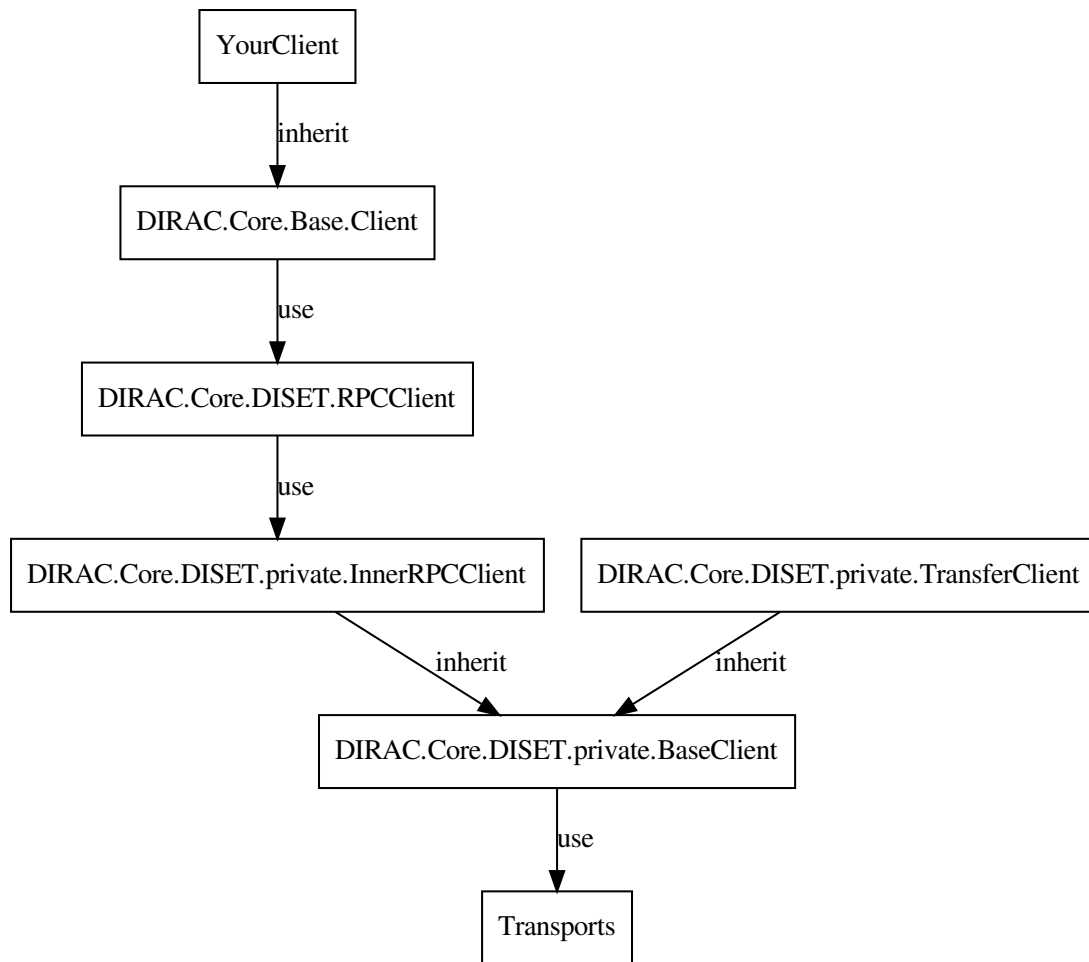 YourClient
inherit
DIRAC.Core.Base.Client
use
DIRAC.Core.DISET.RPCClient
use
DIRAC.Core.DISET.private.InnerRPCClient
DIRAC.Core.DISET.private.TransferClient
inherit
inherit
DIRAC.Core.DISET.private.BaseClient
use
Transports